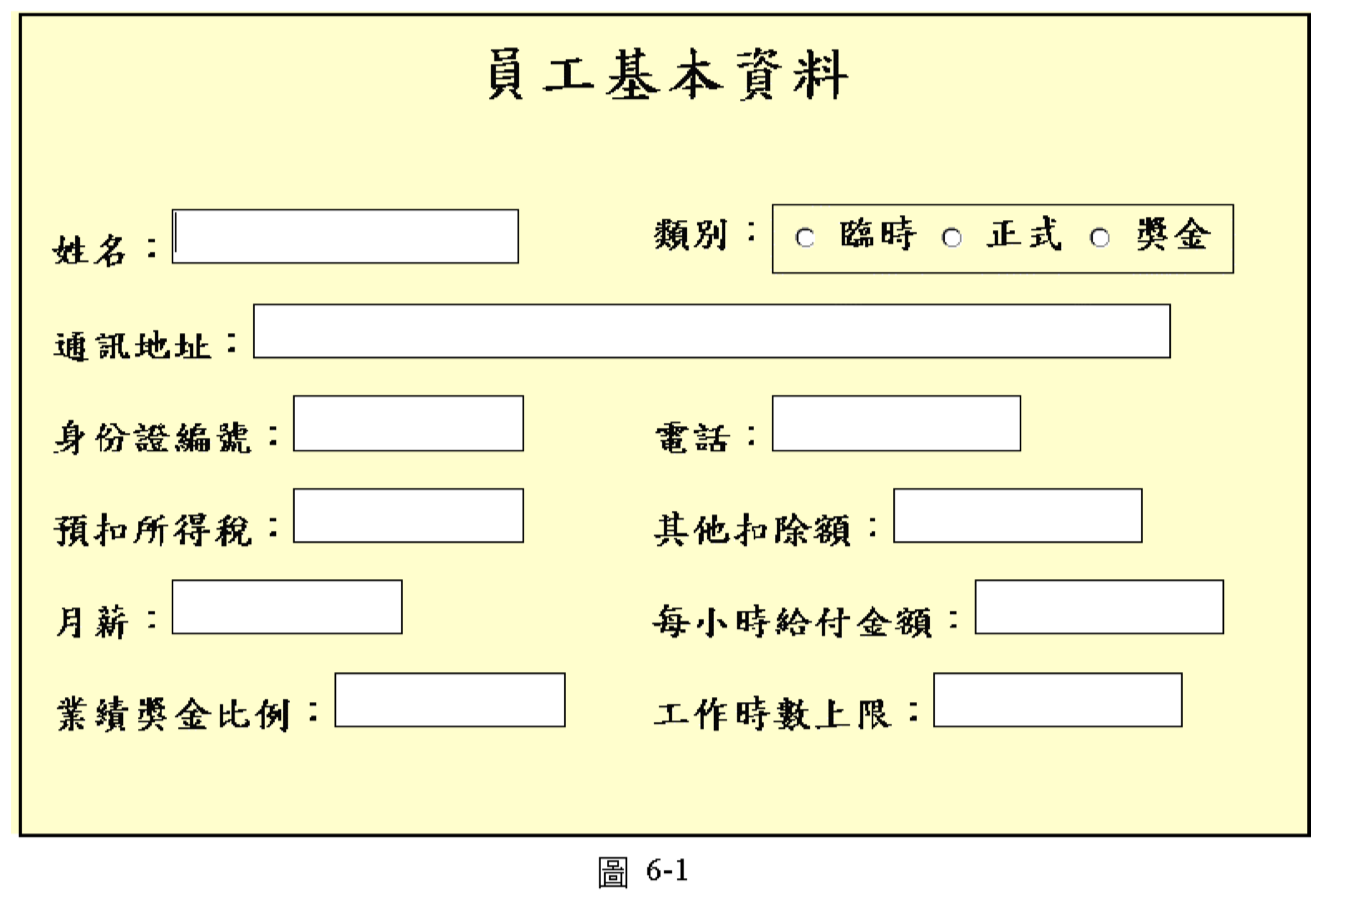 員工基本資料
姓名： 類別： 臨時 正式 獎金
通訊地址：
身份證編號： 電話：
預扣所得稅： 其他扣除額：
月薪： 每小時給付金額：
業績獎金比例： 工作時數上限：
圖 6-1